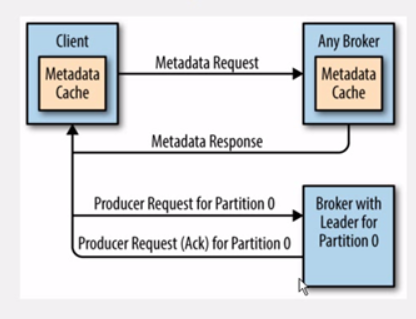 Client
Metadata
Cache
Metadata Request
Any Broker
Metadata
Cache
Metadata Response
Producer Request for Partition 0
Producer Request (Ack) for Partition 0
Broker with
Leader for
Partition 0